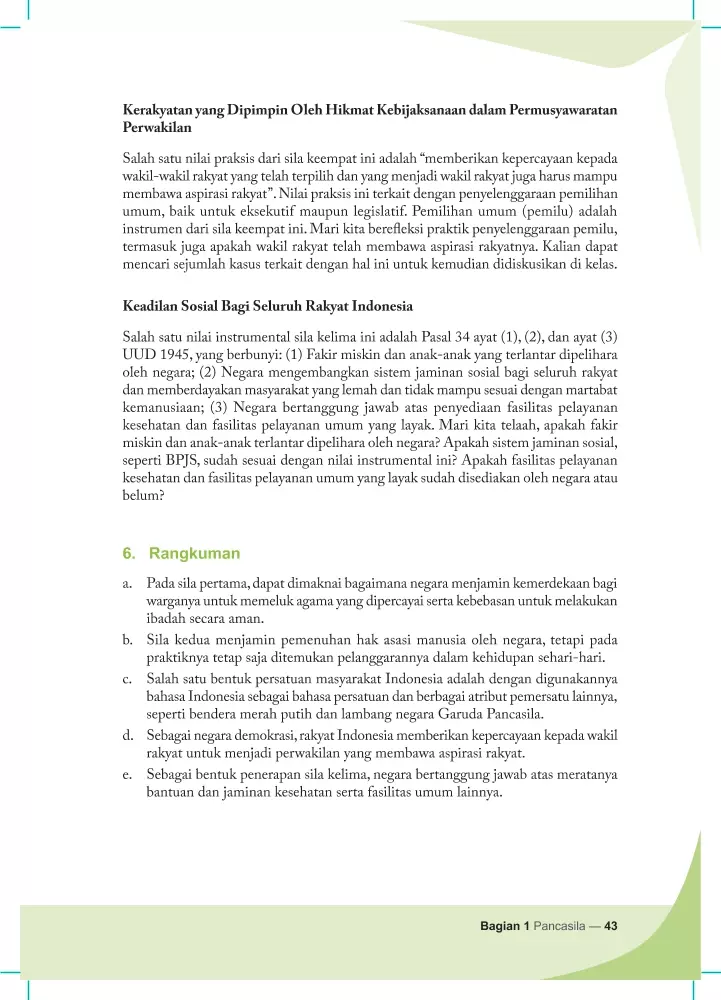 Kerakyatan yang Dipimpin Oleh Hikmat Kebijaksanaan dalam Permusyawaratan
Perwakilan
Salah satu nilai praksis dari sila keempat ini adalah “memberikan kepercayaan kepada
wakil-wakil rakyat yang telah terpilih dan yang menjadi wakil rakyat juga harus mampu
membawa aspirasi rakyat”. Nilai praksis ini terkait dengan penyelenggaraan pemilihan
umum, baik untuk eksekutif maupun legislatif. Pemilihan umum (pemilu) adalah
instrumen dari sila keempat ini. Mari kita berefleksi praktik penyelenggaraan pemilu,
termasuk juga apakah wakil rakyat telah membawa aspirasi rakyatnya. Kalian dapat
mencari sejumlah kasus terkait dengan hal ini untuk kemudian didiskusikan di kelas.
Keadilan Sosial Bagi Seluruh Rakyat Indonesia
Salah satu nilai instrumental sila kelima ini adalah Pasal 34 ayat (1), (2), dan ayat (3)
UUD 1945, yang berbunyi: (1) Fakir miskin dan anak-anak yang terlantar dipelihara
oleh negara; (2) Negara mengembangkan sistem jaminan sosial bagi seluruh rakyat
dan memberdayakan masyarakat yang lemah dan tidak mampu sesuai dengan martabat
kemanusiaan; (3) Negara bertanggung jawab atas penyediaan fasilitas pelayanan
kesehatan dan fasilitas pelayanan umum yang layak. Mari kita telaah, apakah fakir
miskin dan anak-anak terlantar dipelihara oleh negara? Apakah sistem jaminan sosial,
seperti BPJS, sudah sesuai dengan nilai instrumental ini? Apakah fasilitas pelayanan
kesehatan dan fasilitas pelayanan umum yang layak sudah disediakan oleh negara atau
belum?
6. Rangkuman
a. Pada sila pertama, dapat dimaknai bagaimana negara menjamin kemerdekaan bagi
warganya untuk memeluk agama yang dipercayai serta kebebasan untuk melakukan
ibadah secara aman.
b. Sila kedua menjamin pemenuhan hak asasi manusia oleh negara, tetapi pada
praktiknya tetap saja ditemukan pelanggarannya dalam kehidupan sehari-hari.
c. Salah satu bentuk persatuan masyarakat Indonesia adalah dengan digunakannya
bahasa Indonesia sebagai bahasa persatuan dan berbagai atribut pemersatu lainnya,
seperti bendera merah putih dan lambang negara Garuda Pancasila.
d. Sebagai negara demokrasi, rakyat Indonesia memberikan kepercayaan kepada wakil
rakyat untuk menjadi perwakilan yang membawa aspirasi rakyat.
e. Sebagai bentuk penerapan sila kelima, negara bertanggung jawab atas meratanya
bantuan dan jaminan kesehatan serta fasilitas umum lainnya.
Bagian 1 Pancasila — 43